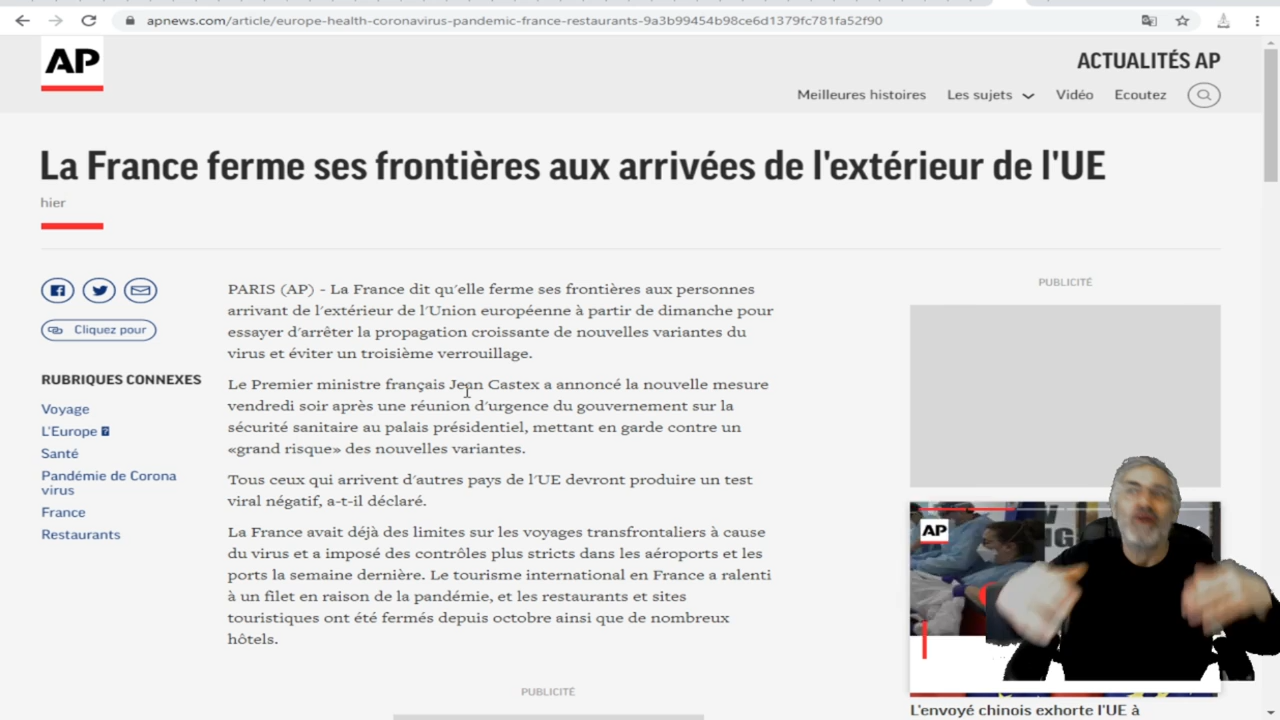 apnews.com/article/europe-health-coronavirus-pandemic-france-restaurants-9a3b99454b98ce6d1379fc781fa52f90
AP
ACTUALITÉS AP
Meilleures histoires Les sujets Vidéo Ecoutez
La France ferme ses frontières aux arrivées de l'extérieur de l'UE
hier
Cliquez pour
RUBRIQUES CONNEXES
Voyage
L'Europe
Santé
Pandémie de Corona
virus
France
Restaurants
PARIS (AP) - La France dit qu'elle ferme ses frontières aux personnes
arrivant de l'extérieur de l'Union européenne à partir de dimanche pour
essayer d'arrêter la propagation croissante de nouvelles variantes du
virus et éviter un troisième verrouillage.
Le Premier ministre français Jean Castex a annoncé la nouvelle mesure
vendredi soir après une réunion d'urgence du gouvernement sur la
sécurité sanitaire au palais présidentiel, mettant en garde contre un
«grand risque» des nouvelles variantes.
Tous ceux qui arrivent d'autres pays de l'UE devront produire un test
viral négatif, a-t-il déclaré.
La France avait déjà des limites sur les voyages transfrontaliers à cause
du virus et a imposé des contrôles plus stricts dans les aéroports et les
ports la semaine dernière. Le tourisme international en France a ralenti
à un filet en raison de la pandémie, et les restaurants et sites
touristiques ont été fermés depuis octobre ainsi que de nombreux
hôtels.
PUBLICITÉ
PUBLICITÉ
AP
L'envoyé chinois exhorte l'UE à